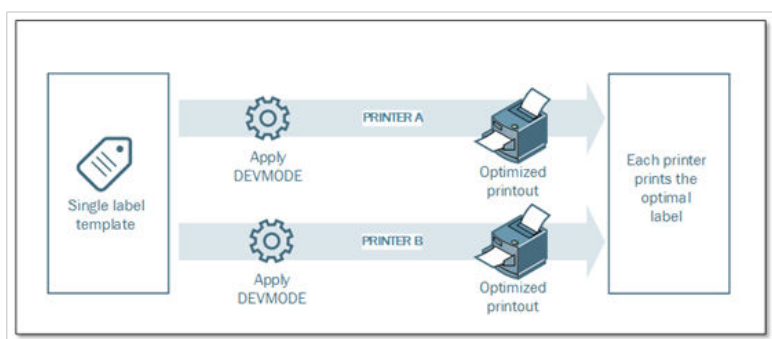 Single label
template
PRINTER A
Apply
DEVMODE
Optimized
printout
PRINTER B
Apply
DEVMODE
Optimized
printout
Each printer
prints the
optimal
label